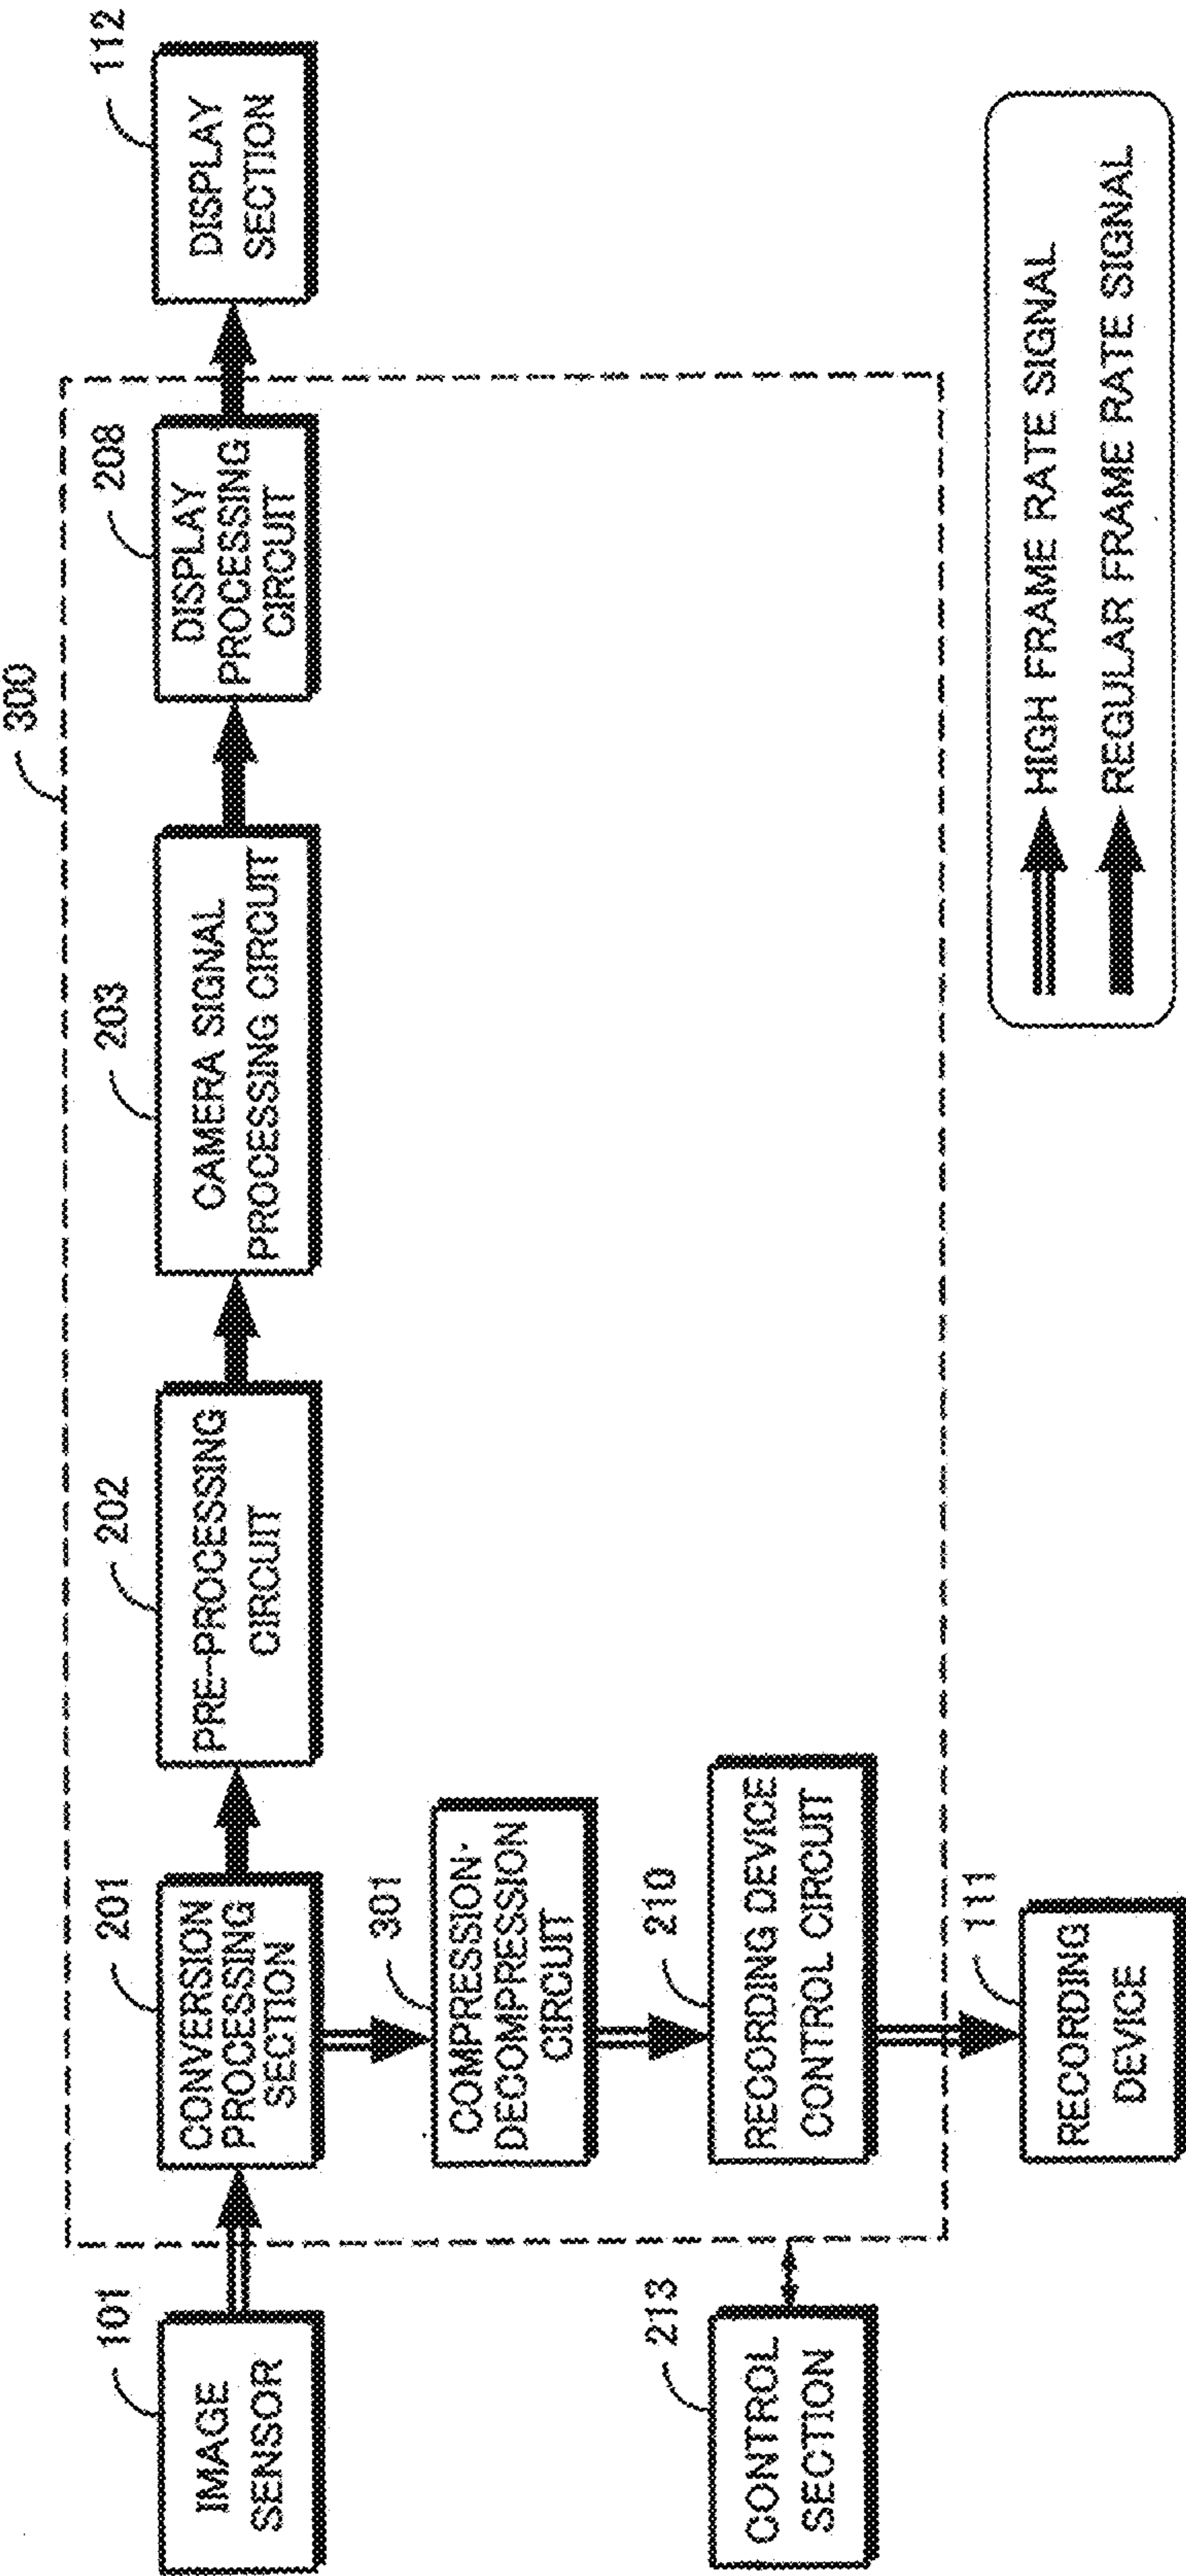 300
101
IMAGE
SENSOR
201
CONVERSION
PROCESSING
SECTION
202
PRE-PROCESSING
CIRCUIT
203
CAMERA SIGNAL
PROCESSING CIRCUIT
208
DISPLAY
PROCESSING
CIRCUIT
112
DISPLAY
SECTION
301
COMPRESSION-
DECOMPRESSION
CIRCUIT
213
CONTROL
SECTION
210
RECORDING DEVICE
CONTROL CIRCUIT
111
RECORDING
DEVICE
HIGH FRAME RATE SIGNAL
REGULAR FRAME RATE SIGNAL